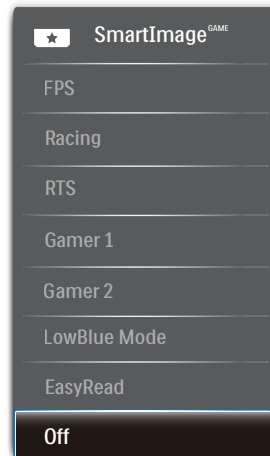 SmartImage GAME
FPS
Racing
RTS
Gamer 1
Gamer 2
LowBlue Mode
EasyRead
Off